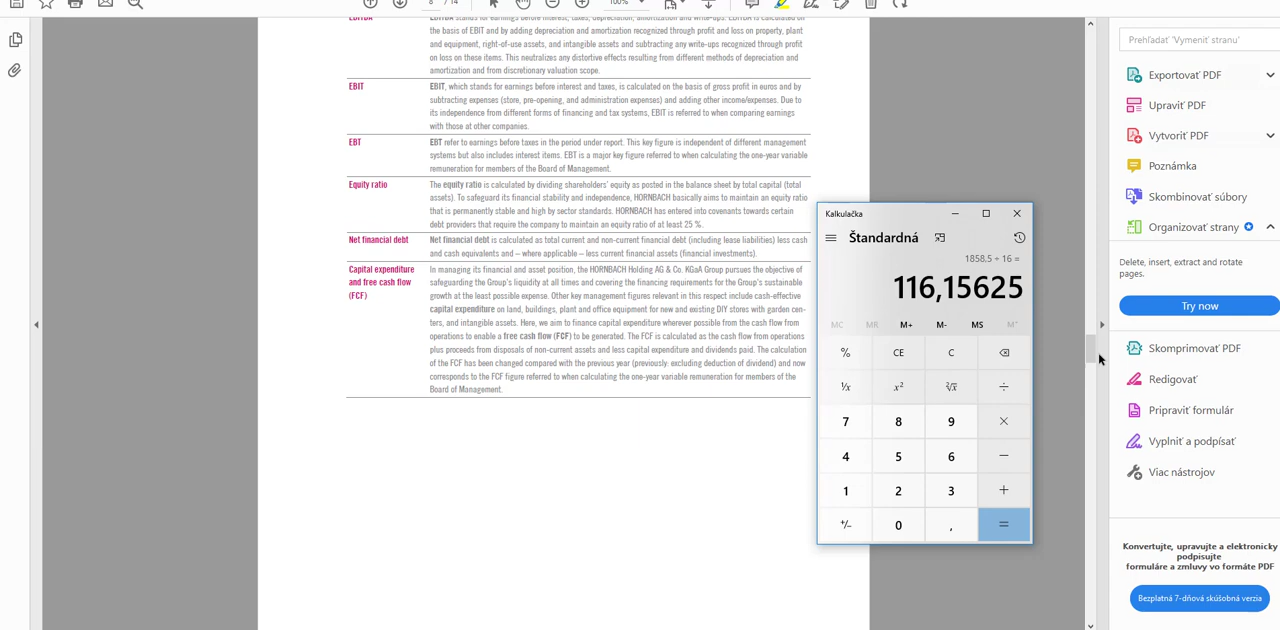 8 / 14
100%
EBITDA EBITDA stands for earnings before interest, taxes, depreciation, amortization and write-ups. EBITDA is calculated on
the basis of EBIT and by adding depreciation and amortization recognized through profit and loss on property, plant
and equipment, right-of-use assets, and intangible assets and subtracting any write-ups recognized through profit
on loss on these items. This neutralizes any distortive effects resulting from different methods of depreciation and
amortization and from discretionary valuation scope.
EBIT EBIT, which stands for earnings before interest and taxes, is calculated on the basis of gross profit in euros and by
subtracting expenses (store, pre-opening, and administration expenses) and adding other income/expenses. Due to
its independence from different forms of financing and tax systems, EBIT is referred to when comparing earnings
with those at other companies.
EBT EBT refer to earnings before taxes in the period under report. This key figure is independent of different management
systems but also includes interest items. EBT is a major key figure referred to when calculating the one-year variable
remuneration for members of the Board of Management.
Equity ratio The equity ratio is calculated by dividing shareholders' equity as posted in the balance sheet by total capital (total
assets). To safeguard its financial stability and independence, HORNBACH basically aims to maintain an equity ratio
that is permanently stable and high by sector standards. HORNBACH has entered into covenants towards certain
debt providers that require the company to maintain an equity ratio of at least 25 %.
Net financial debt Net financial debt is calculated as total current and non-current financial debt (including lease liabilities) less cash
and cash equivalents and – where applicable – less current financial assets (financial investments).
Capital expenditure In managing its financial and asset position, the HORNBACH Holding AG & Co. KGaA Group pursues the objective of
and free cash flow safeguarding the Group's liquidity at all times and covering the financing requirements for the Group's sustainable
(FCF) growth at the least possible expense. Other key management figures relevant in this respect include cash-effective
capital expenditure on land, buildings, plant and office equipment for new and existing DIY stores with garden cen-
ters, and intangible assets. Here, we aim to finance capital expenditure wherever possible from the cash flow from
operations to enable a free cash flow (FCF) to be generated. The FCF is calculated as the cash flow from operations
plus proceeds from disposals of non-current assets and less capital expenditure and dividends paid. The calculation
of the FCF has been changed compared with the previous year (previously: excluding deduction of dividend) and now
corresponds to the FCF figure referred to when calculating the one-year variable remuneration for members of the
Board of Management.
Kalkulačka
Štandardná
1858,5 ÷ 16 =
116,15625
MC MR M+ M- MS M˅
% CE C ⌫
¹/x x² ²√x ÷
7 8 9 ×
4 5 6 −
1 2 3 +
+/− 0 , =
Prehľadať 'Vymeniť stranu'
Exportovať PDF
Upraviť PDF
Vytvoriť PDF
Poznámka
Skombinovať súbory
Organizovať strany
Delete, insert, extract and rotate
pages.
Try now
Skomprimovať PDF
Redigovať
Pripraviť formulár
Vyplniť a podpísať
Viac nástrojov
Konvertujte, upravujte a elektronicky
podpisujte
formuláre a zmluvy vo formáte PDF
Bezplatná 7-dňová skúšobná verzia